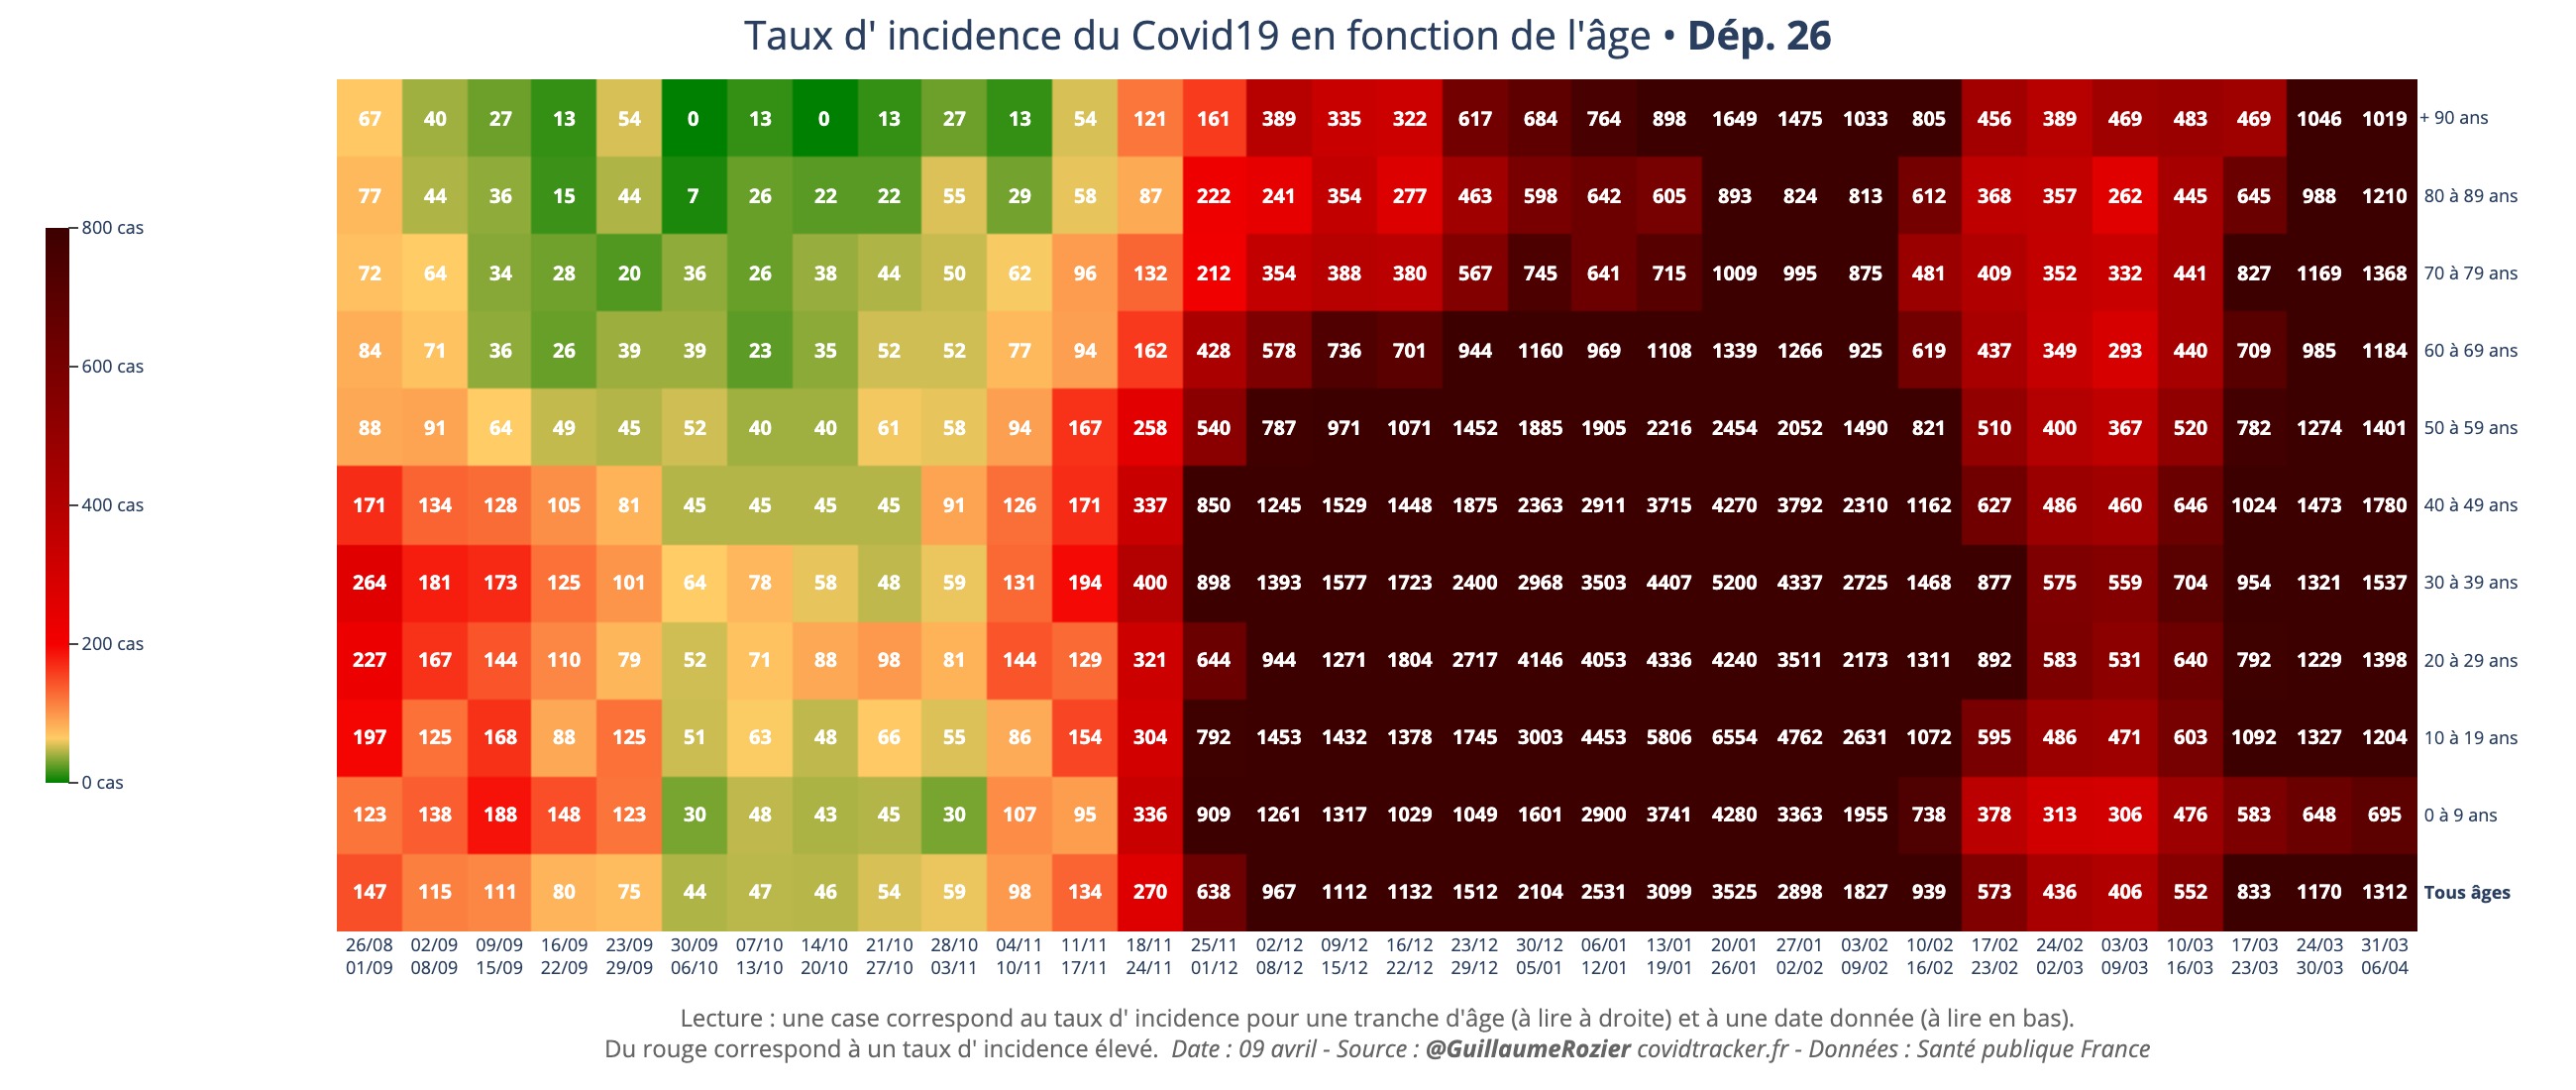 Taux d' incidence du Covid19 en fonction de l'âge • Dép. 26
67 40 27 13 54 0 13 0 13 27 13 54 121 161 389 335 322 617 684 764 898 1649 1475 1033 805 456 389 469 483 469 1046 1019 + 90 ans
77 44 36 15 44 7 26 22 22 55 29 58 87 222 241 354 277 463 598 642 605 893 824 813 612 368 357 262 445 645 988 1210 80 à 89 ans
72 64 34 28 20 36 26 38 44 50 62 96 132 212 354 388 380 567 745 641 715 1009 995 875 481 409 352 332 441 827 1169 1368 70 à 79 ans
84 71 36 26 39 39 23 35 52 52 77 94 162 428 578 736 701 944 1160 969 1108 1339 1266 925 619 437 349 293 440 709 985 1184 60 à 69 ans
88 91 64 49 45 52 40 40 61 58 94 167 258 540 787 971 1071 1452 1885 1905 2216 2454 2052 1490 821 510 400 367 520 782 1274 1401 50 à 59 ans
171 134 128 105 81 45 45 45 45 91 126 171 337 850 1245 1529 1448 1875 2363 2911 3715 4270 3792 2310 1162 627 486 460 646 1024 1473 1780 40 à 49 ans
264 181 173 125 101 64 78 58 48 59 131 194 400 898 1393 1577 1723 2400 2968 3503 4407 5200 4337 2725 1468 877 575 559 704 954 1321 1537 30 à 39 ans
227 167 144 110 79 52 71 88 98 81 144 129 321 644 944 1271 1804 2717 4146 4053 4336 4240 3511 2173 1311 892 583 531 640 792 1229 1398 20 à 29 ans
197 125 168 88 125 51 63 48 66 55 86 154 304 792 1453 1432 1378 1745 3003 4453 5806 6554 4762 2631 1072 595 486 471 603 1092 1327 1204 10 à 19 ans
123 138 188 148 123 30 48 43 45 30 107 95 336 909 1261 1317 1029 1049 1601 2900 3741 4280 3363 1955 738 378 313 306 476 583 648 695 0 à 9 ans
147 115 111 80 75 44 47 46 54 59 98 134 270 638 967 1112 1132 1512 2104 2531 3099 3525 2898 1827 939 573 436 406 552 833 1170 1312 Tous âges
800 cas
600 cas
400 cas
200 cas
0 cas
26/08 02/09 09/09 16/09 23/09 30/09 07/10 14/10 21/10 28/10 04/11 11/11 18/11 25/11 02/12 09/12 16/12 23/12 30/12 06/01 13/01 20/01 27/01 03/02 10/02 17/02 24/02 03/03 10/03 17/03 24/03 31/03
01/09 08/09 15/09 22/09 29/09 06/10 13/10 20/10 27/10 03/11 10/11 17/11 24/11 01/12 08/12 15/12 22/12 29/12 05/01 12/01 19/01 26/01 02/02 09/02 16/02 23/02 02/03 09/03 16/03 23/03 30/03 06/04
Lecture : une case correspond au taux d' incidence pour une tranche d'âge (à lire à droite) et à une date donnée (à lire en bas).
Du rouge correspond à un taux d' incidence élevé. Date : 09 avril - Source : @GuillaumeRozier covidtracker.fr - Données : Santé publique France